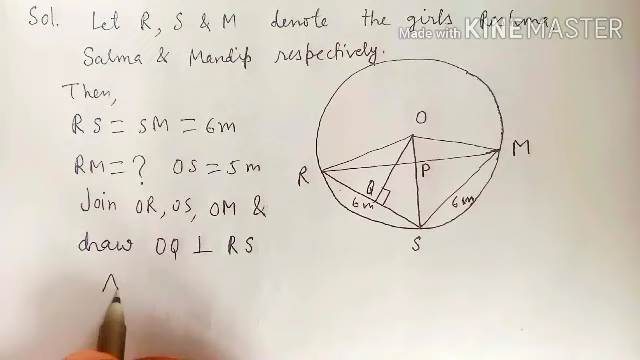 Sol. Let R, S & M denote the girls
Made with KINEMASTER
Salma & Mandip respectively.
Then,
RS = SM = 6m
RM = ? OS = 5m
Join OR, OS, OM &
draw OQ ⊥ RS
O
R
M
P
Q
6m
6m
S